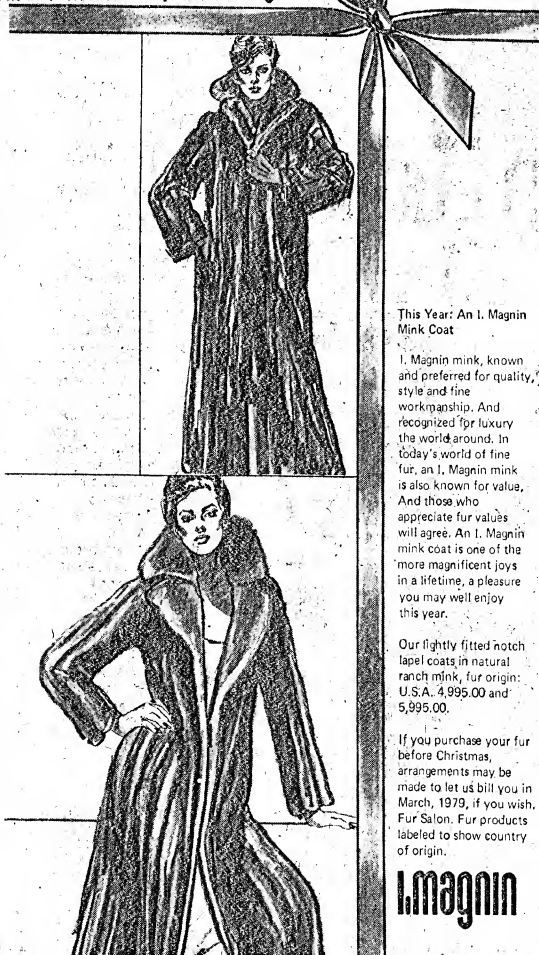 This Year: An I. Magnin
Mink Coat
I. Magnin mink, known
and preferred for quality,
style and fine
workmanship. And
recognized for luxury
the world around. In
today's world of fine
fur, an I. Magnin mink
is also known for value.
And those who
appreciate fur values
will agree. An I. Magnin
mink coat is one of the
more magnificent joys
in a lifetime, a pleasure
you may well enjoy
this year.
Our lightly fitted notch
lapel coats in natural
ranch mink, fur origin:
U.S.A. 4,995.00 and
5,995.00.
If you purchase your fur
before Christmas,
arrangements may be
made to let us bill you in
March, 1979, if you wish.
Fur Salon. Fur products
labeled to show country
of origin.
I. magnin